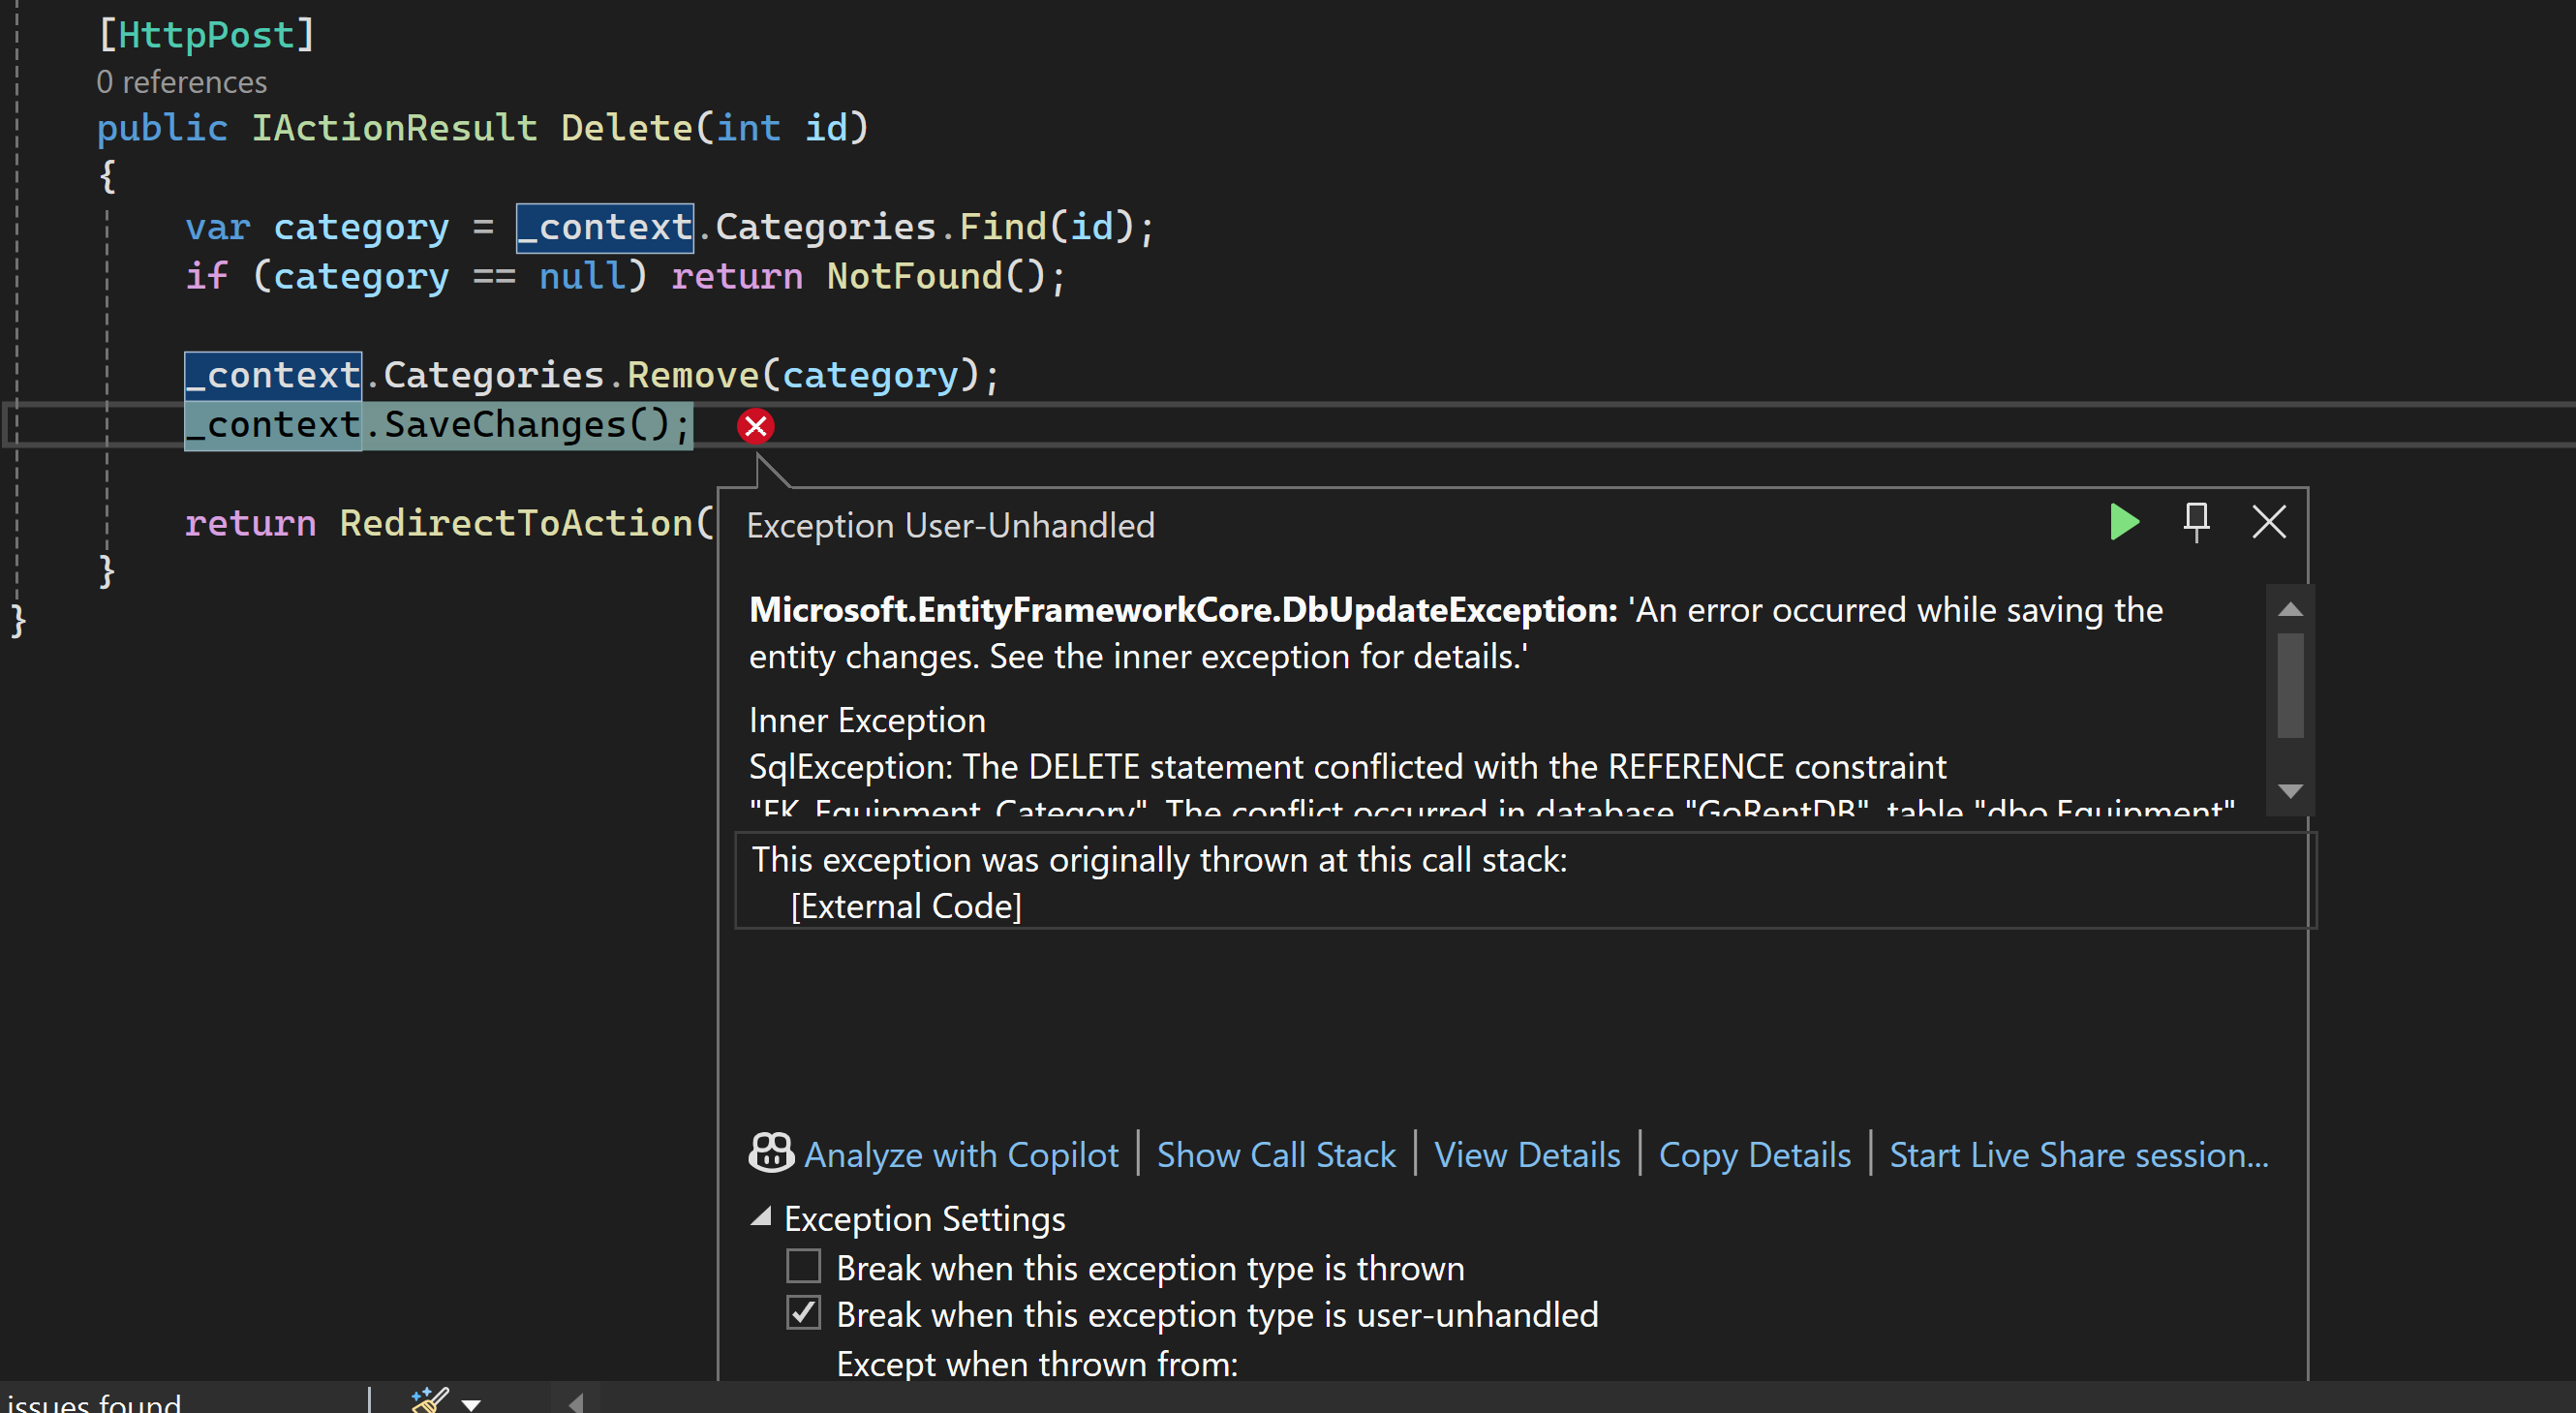 [HttpPost]
0 references
public IActionResult Delete(int id)
{
var category = _context.Categories.Find(id);
if (category == null) return NotFound();
_context.Categories.Remove(category);
_context.SaveChanges();
return RedirectToAction(
}
}
Exception User-Unhandled
Microsoft.EntityFrameworkCore.DbUpdateException: 'An error occurred while saving the
entity changes. See the inner exception for details.'
Inner Exception
SqlException: The DELETE statement conflicted with the REFERENCE constraint
"FK_Equipment_Category". The conflict occurred in database "GoRentDB", table "dbo.Equipment"
This exception was originally thrown at this call stack:
[External Code]
Analyze with Copilot | Show Call Stack | View Details | Copy Details | Start Live Share session...
Exception Settings
Break when this exception type is thrown
Break when this exception type is user-unhandled
Except when thrown from:
issues found